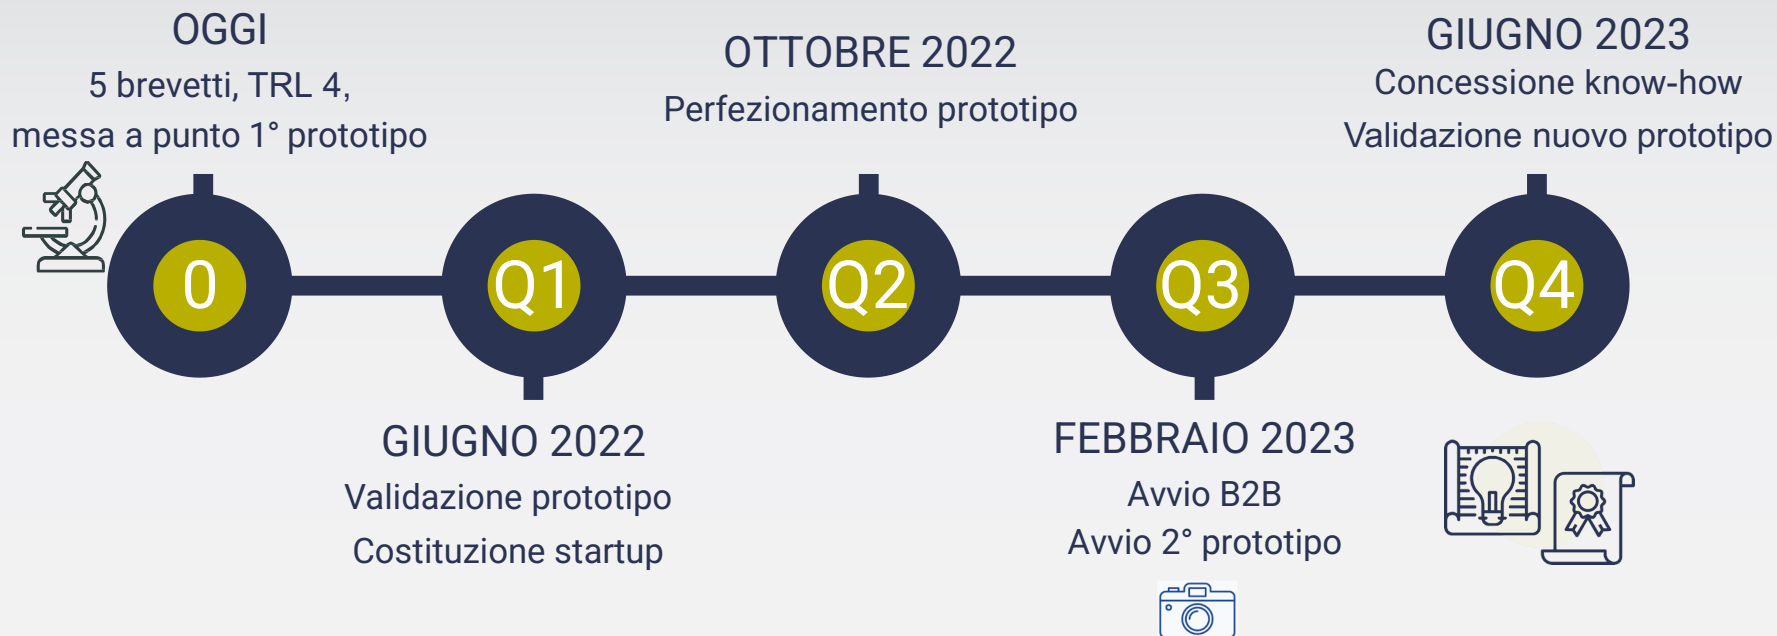 OGGI
5 brevetti, TRL 4,
messa a punto 1° prototipo
OTTOBRE 2022
Perfezionamento prototipo
GIUGNO 2023
Concessione know-how
Validazione nuovo prototipo
0
Q1
Q2
Q3
Q4
GIUGNO 2022
Validazione prototipo
Costituzione startup
FEBBRAIO 2023
Avvio B2B
Avvio 2° prototipo